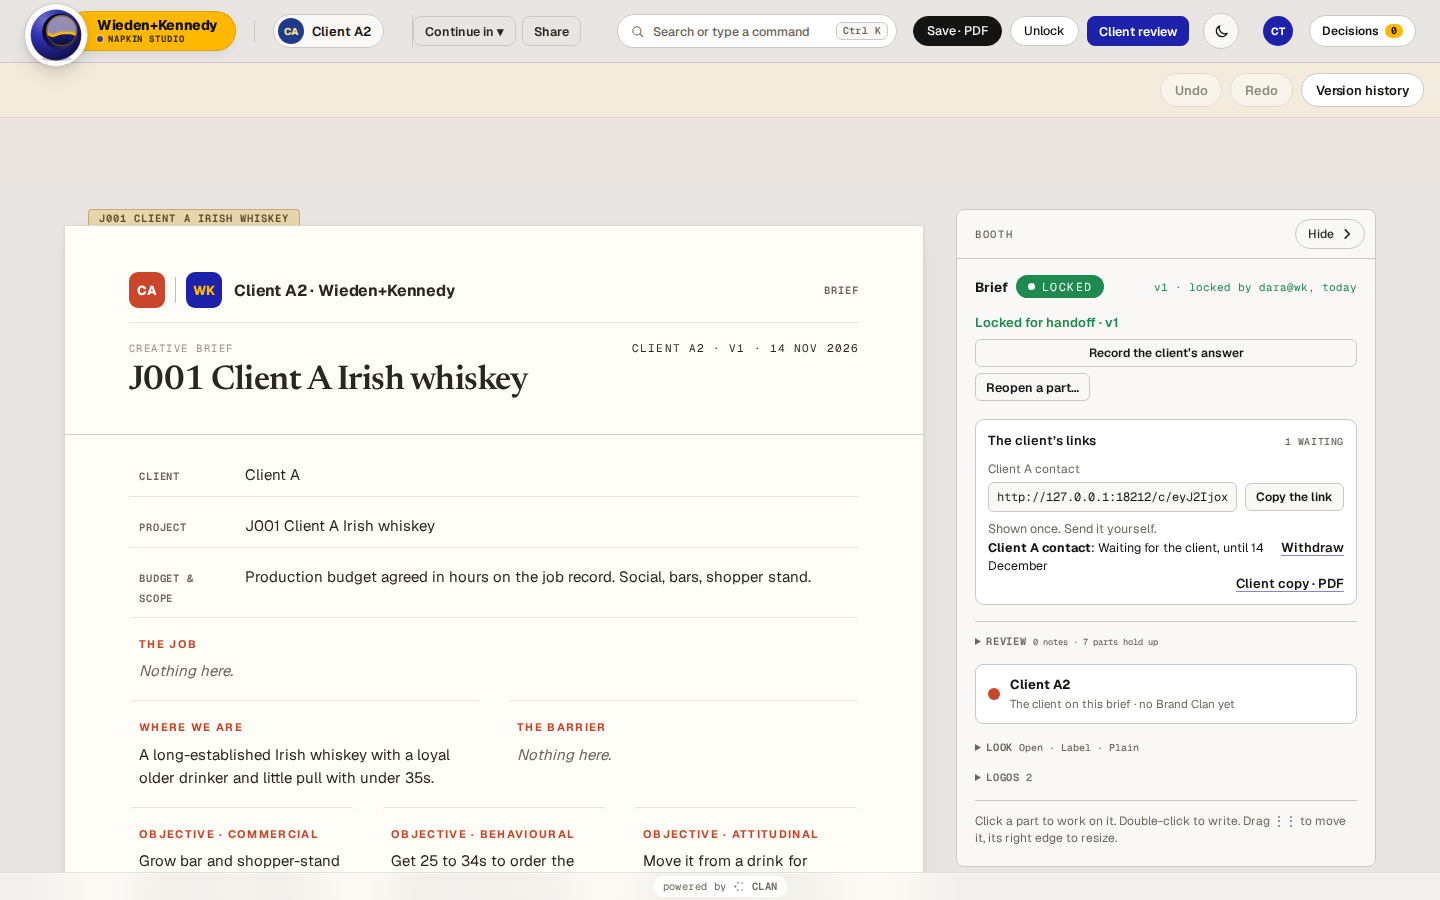 Wieden+Kennedy
NAPKIN STUDIO
CA Client A2
Continue in ▾
Share
Search or type a command Ctrl K
Save · PDF
Unlock
Client review
CT
Decisions 0
Undo
Redo
Version history
J001 CLIENT A IRISH WHISKEY
CA WK Client A2 · Wieden+Kennedy
BRIEF
CREATIVE BRIEF
CLIENT A2 · V1 · 14 NOV 2026
J001 Client A Irish whiskey
CLIENT Client A
PROJECT J001 Client A Irish whiskey
BUDGET & SCOPE Production budget agreed in hours on the job record. Social, bars, shopper stand.
THE JOB
Nothing here.
WHERE WE ARE
A long-established Irish whiskey with a loyal
older drinker and little pull with under 35s.
THE BARRIER
Nothing here.
OBJECTIVE · COMMERCIAL
Grow bar and shopper-stand
OBJECTIVE · BEHAVIOURAL
Get 25 to 34s to order the
OBJECTIVE · ATTITUDINAL
Move it from a drink for
BOOTH
Hide
Brief LOCKED v1 · locked by dara@wk, today
Locked for handoff · v1
Record the client's answer
Reopen a part…
The client's links 1 WAITING
Client A contact
http://127.0.0.1:18212/c/eyJ2Ijox Copy the link
Shown once. Send it yourself.
Client A contact: Waiting for the client, until 14 Withdraw
December
Client copy · PDF
▶ REVIEW 0 notes · 7 parts hold up
Client A2
The client on this brief · no Brand Clan yet
▶ LOOK Open · Label · Plain
▶ LOGOS 2
Click a part to work on it. Double-click to write. Drag ⋮⋮ to move
it, its right edge to resize.
powered by CLAN